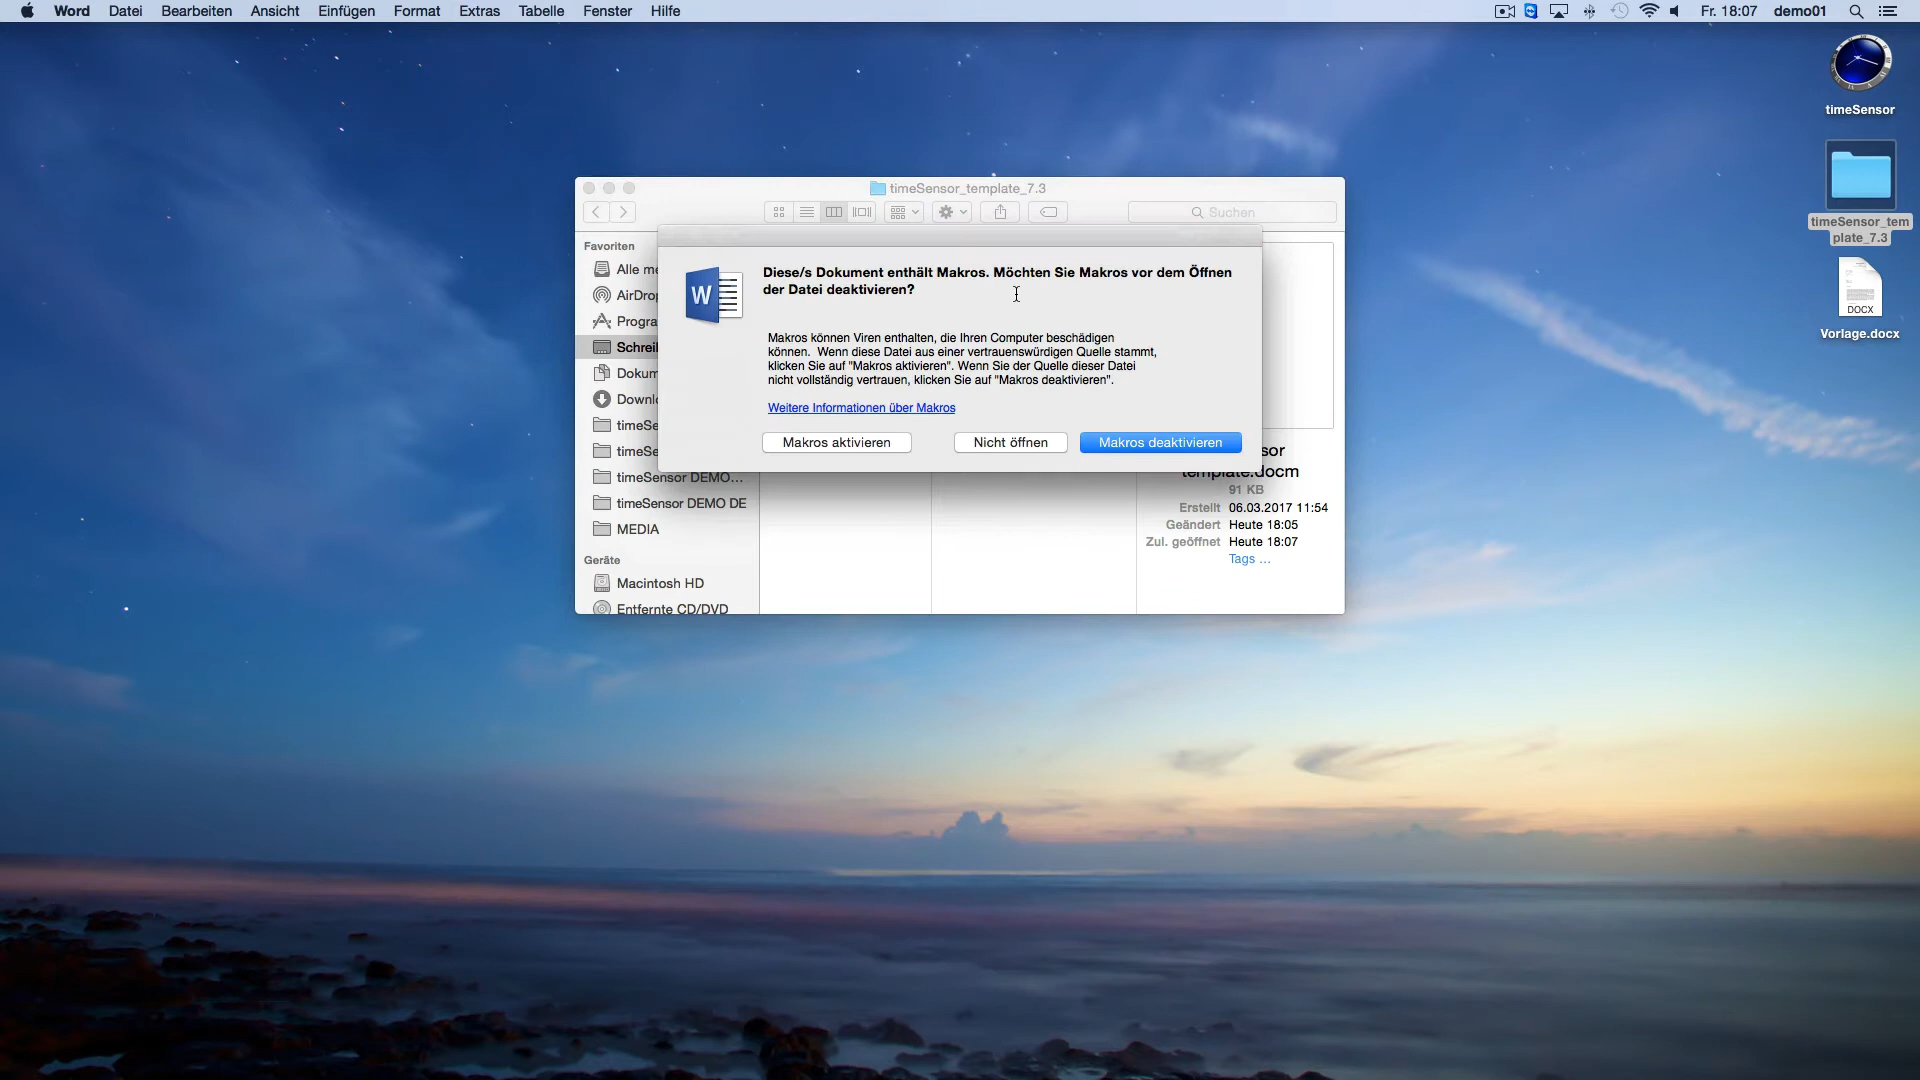 Word Datei Bearbeiten Ansicht Einfügen Format Extras Tabelle Fenster Hilfe Fr. 18:07 demo01
timeSensor
timeSensor_tem
plate_7.3
DOCX
Vorlage.docx
timeSensor_template_7.3
Suchen
Favoriten
Alle me
AirDrop
Progra
Schreib
Dokum
Downlo
timeSe
timeSe
timeSensor DEMO...
timeSensor DEMO DE
MEDIA
Geräte
Macintosh HD
Entfernte CD/DVD
W
Diese/s Dokument enthält Makros. Möchten Sie Makros vor dem Öffnen
der Datei deaktivieren?
Makros können Viren enthalten, die Ihren Computer beschädigen
können. Wenn diese Datei aus einer vertrauenswürdigen Quelle stammt,
klicken Sie auf "Makros aktivieren". Wenn Sie der Quelle dieser Datei
nicht vollständig vertrauen, klicken Sie auf "Makros deaktivieren".
Weitere Informationen über Makros
Makros aktivieren Nicht öffnen Makros deaktivieren
sor
template.docm
91 KB
Erstellt 06.03.2017 11:54
Geändert Heute 18:05
Zul. geöffnet Heute 18:07
Tags ...